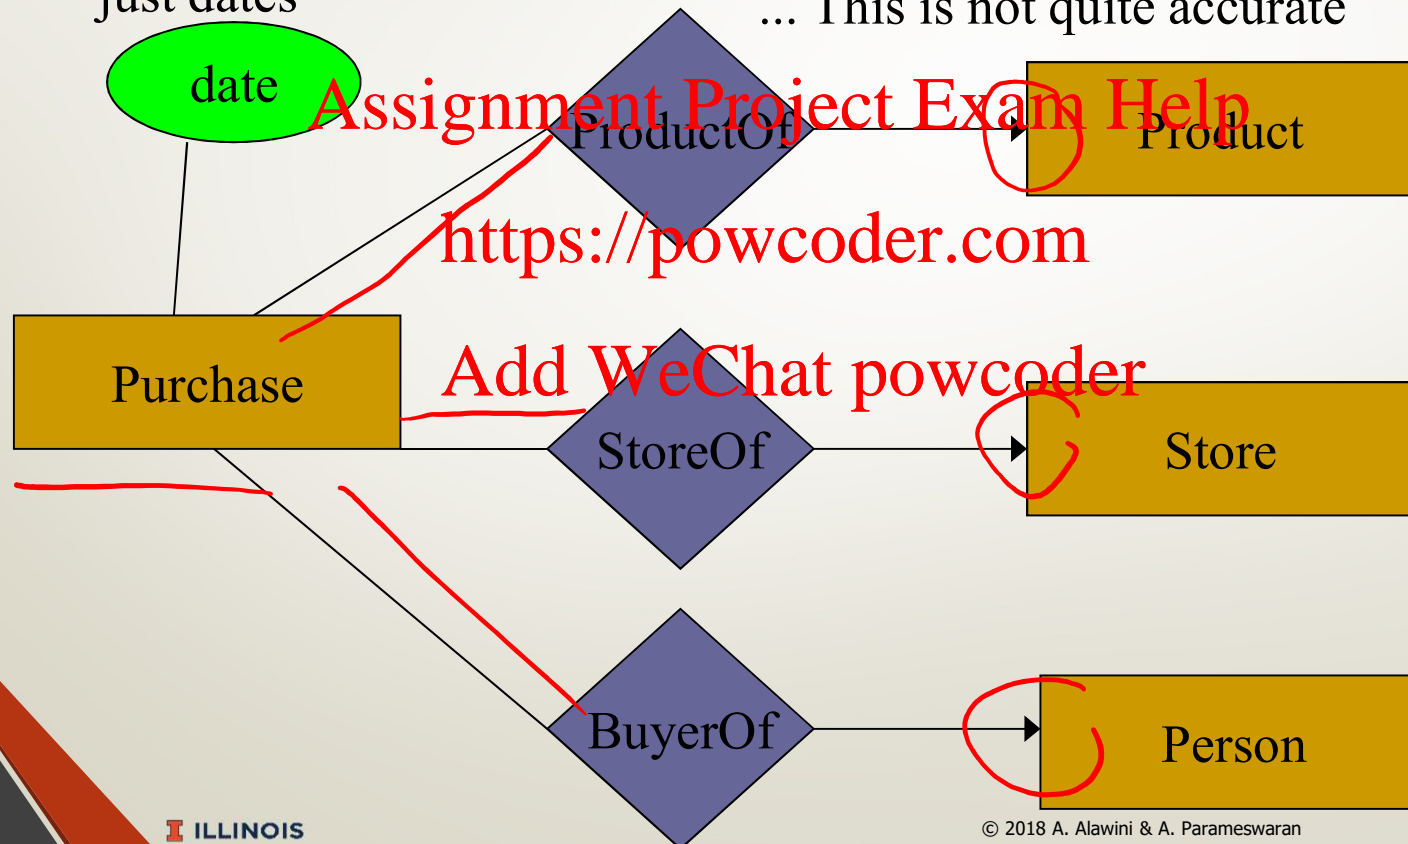 just dates
... This is not quite accurate
date
Assignment Project Exam Help
ProductOf
Product
https://powcoder.com
Purchase
Add WeChat powcoder
StoreOf
Store
BuyerOf
Person
I ILLINOIS
© 2018 A. Alawini & A. Parameswaran